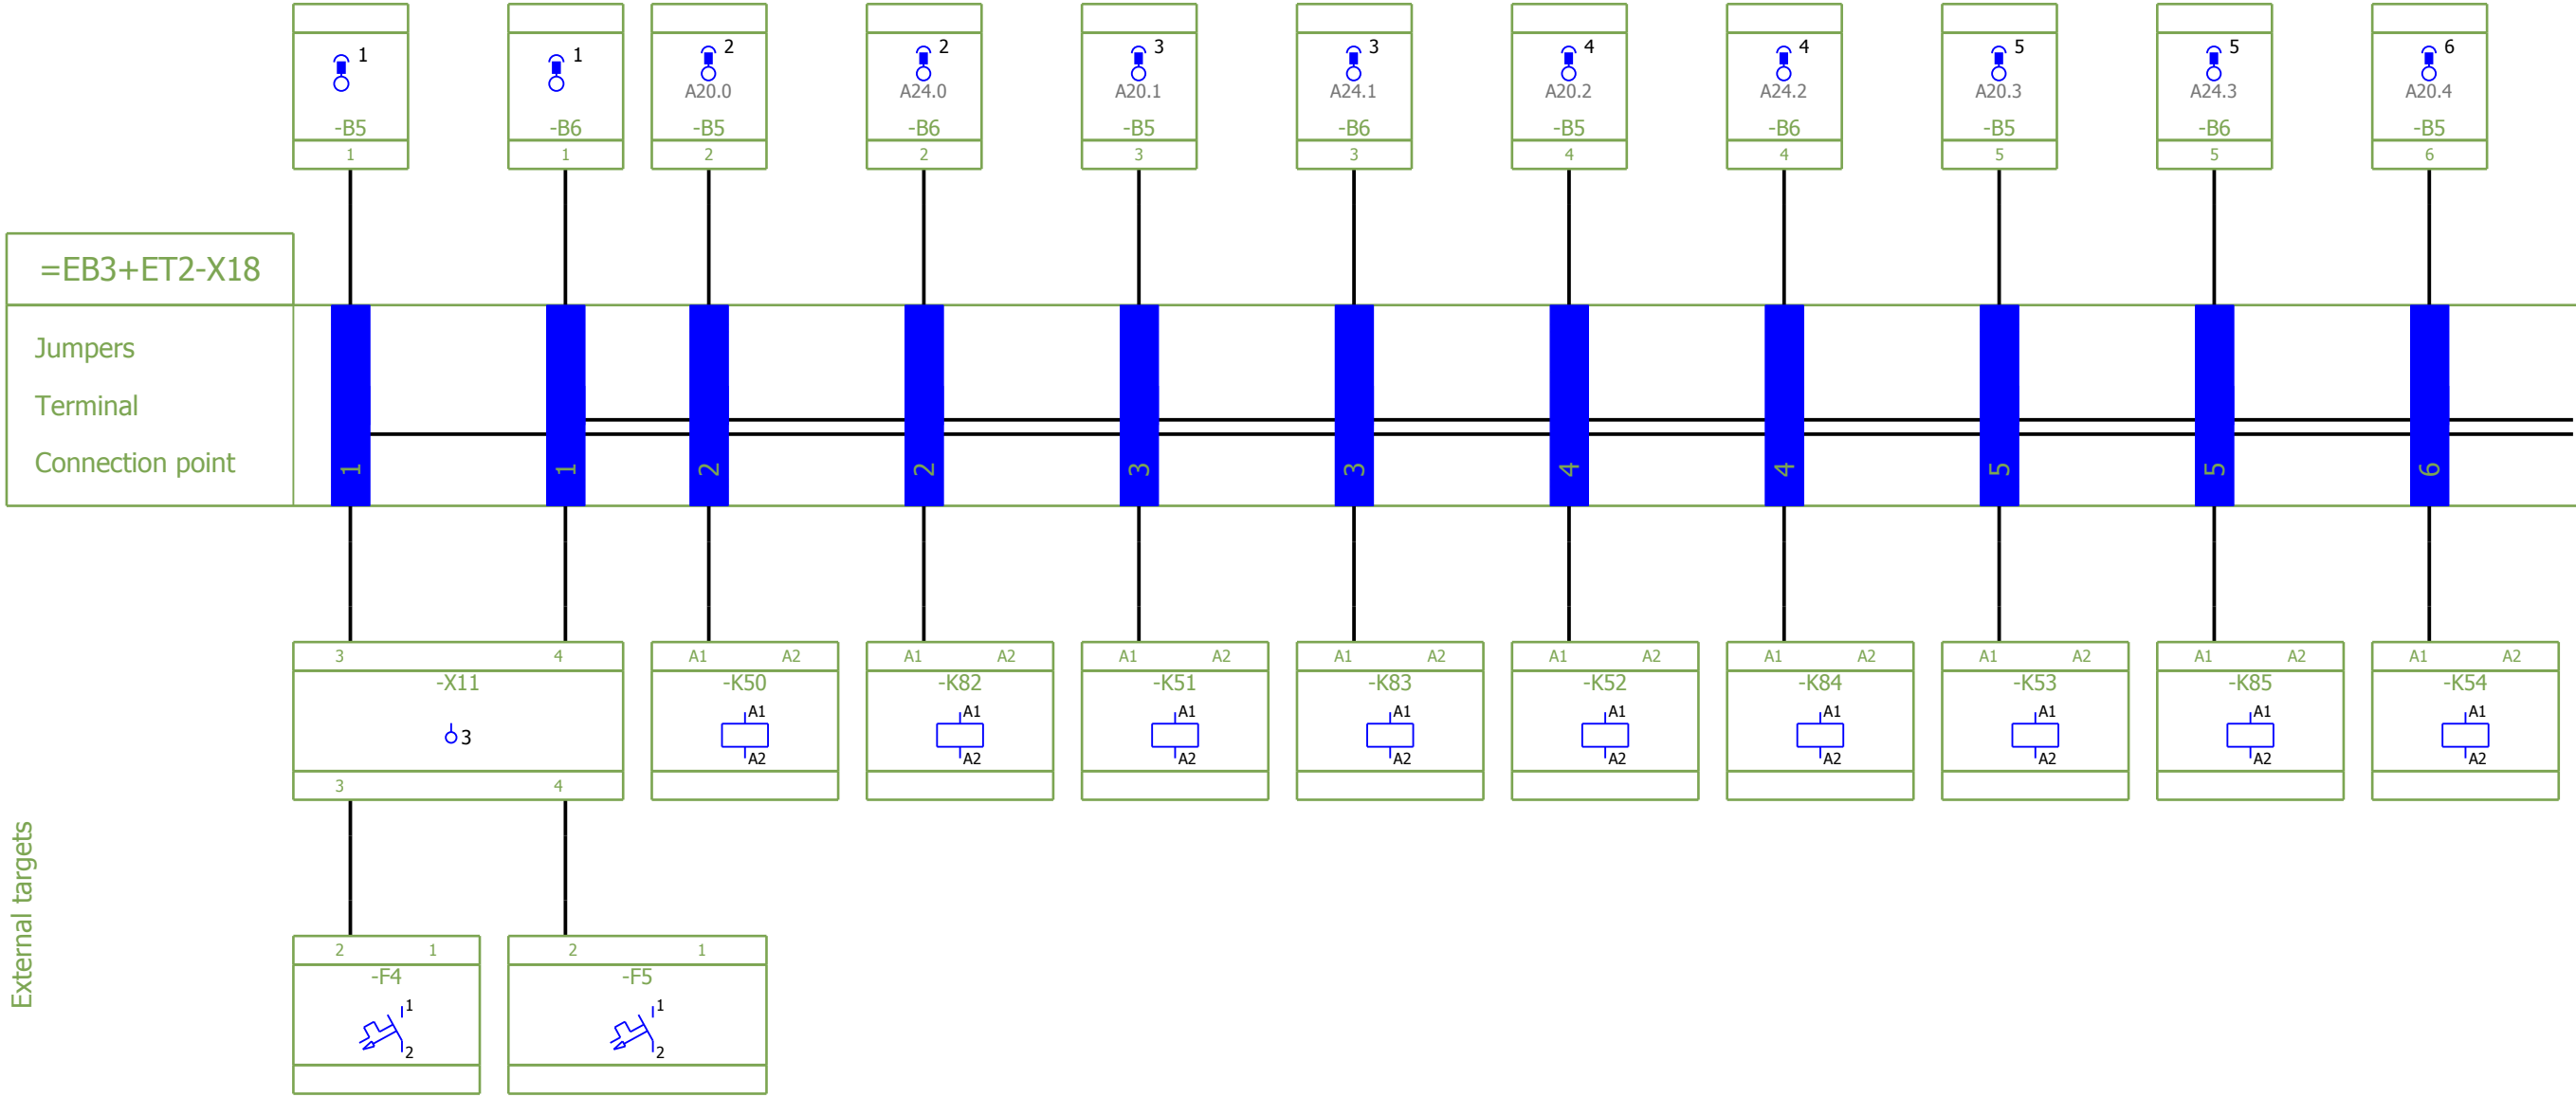 1 1 2 2 3 3 4 4 5 5 6
A20.0 A24.0 A20.1 A24.1 A20.2 A24.2 A20.3 A24.3 A20.4
-B5 -B6 -B5 -B6 -B5 -B6 -B5 -B6 -B5 -B6 -B5
1 1 2 2 3 3 4 4 5 5 6
=EB3+ET2-X18
Jumpers
Terminal
Connection point
1 1 2 2 3 3 4 4 5 5 6
3 4 A1 A2 A1 A2 A1 A2 A1 A2 A1 A2 A1 A2 A1 A2 A1 A2 A1 A2
-X11 -K50 -K82 -K51 -K83 -K52 -K84 -K53 -K85 -K54
A1 A1 A1 A1 A1 A1 A1 A1 A1
3
A2 A2 A2 A2 A2 A2 A2 A2 A2
3 4
External targets
2 1 2 1
-F4 -F5
1 1
2 2